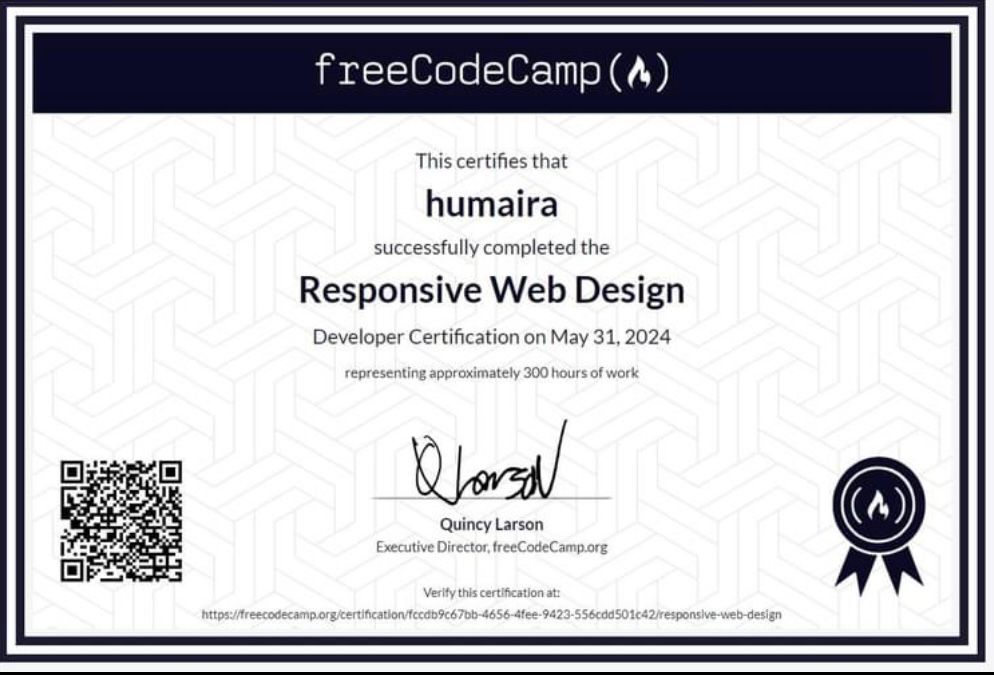 freeCodeCamp
This certifies that
humaira
successfully completed the
Responsive Web Design
Developer Certification on May 31, 2024
representing approximately 300 hours of work
Q Larson
Quincy Larson
Executive Director, freeCodeCamp.org
Verify this certification at:
https://freecodecamp.org/certification/fccdb9c67bb-4656-4fee-9423-556cdd501c42/responsive-web-design